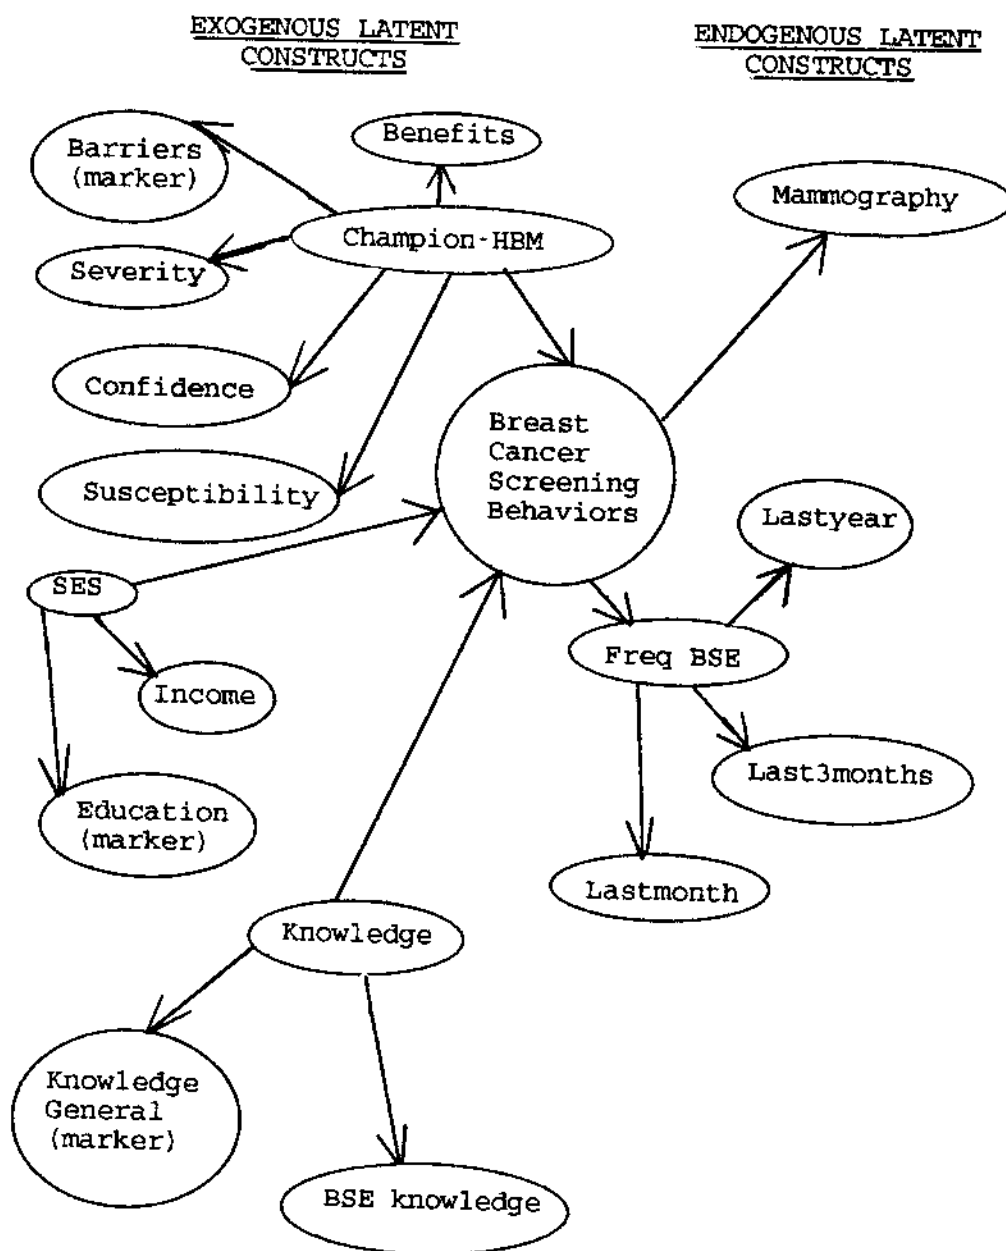 EXOGENOUS LATENT
CONSTRUCTS
ENDOGENOUS LATENT
CONSTRUCTS
Barriers
(marker)
Benefits
Mammography
Champion-HBM
Severity
Confidence
Breast
Cancer
Screening
Behaviors
Susceptibility
Lastyear
SES
Freq BSE
Income
Last3months
Education
(marker)
Lastmonth
Knowledge
Knowledge
General
(marker)
BSE knowledge